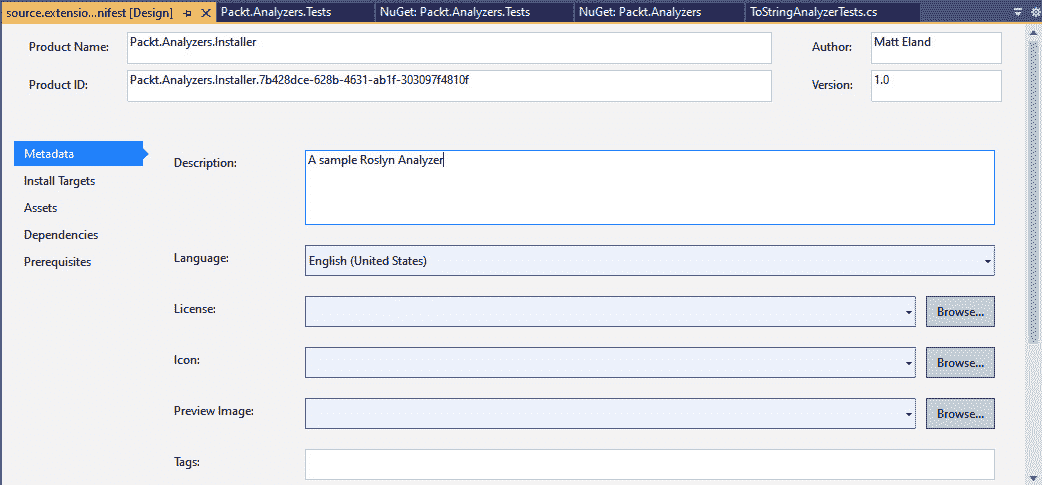 source.extensio...nifest [Design] Packt.Analyzers.Tests NuGet: Packt.Analyzers.Tests NuGet: Packt.Analyzers ToStringAnalyzerTests.cs
Product Name: Packt.Analyzers.Installer Author: Matt Eland
Product ID: Packt.Analyzers.Installer.7b428dce-628b-4631-ab1f-303097f4810f Version: 1.0
Metadata
Install Targets
Assets
Dependencies
Prerequisites
Description: A sample Roslyn Analyzer
Language: English (United States)
License: Browse...
Icon: Browse...
Preview Image: Browse...
Tags: